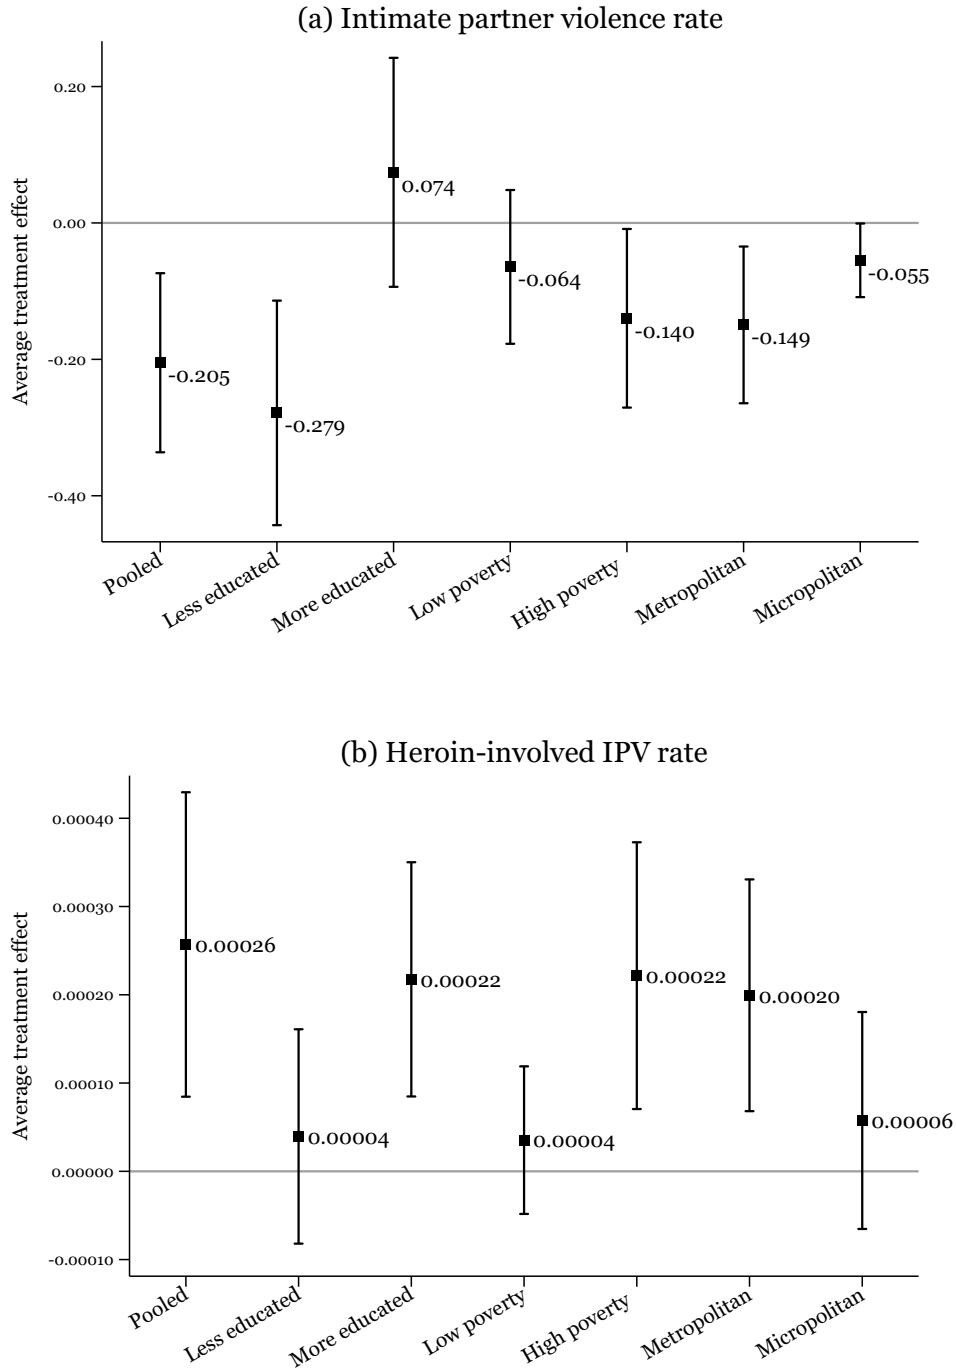 (a) Intimate partner violence rate
Average treatment effect
0.20
0.00
-0.20
-0.40
0.074
-0.064
-0.055
-0.140
-0.149
-0.205
-0.279
Pooled
Less educated
More educated
Low poverty
High poverty
Metropolitan
Micropolitan
(b) Heroin-involved IPV rate
Average treatment effect
0.00040
0.00030
0.00020
0.00010
0.00000
-0.00010
0.00026
0.00004
0.00022
0.00004
0.00022
0.00020
0.00006
Pooled
Less educated
More educated
Low poverty
High poverty
Metropolitan
Micropolitan